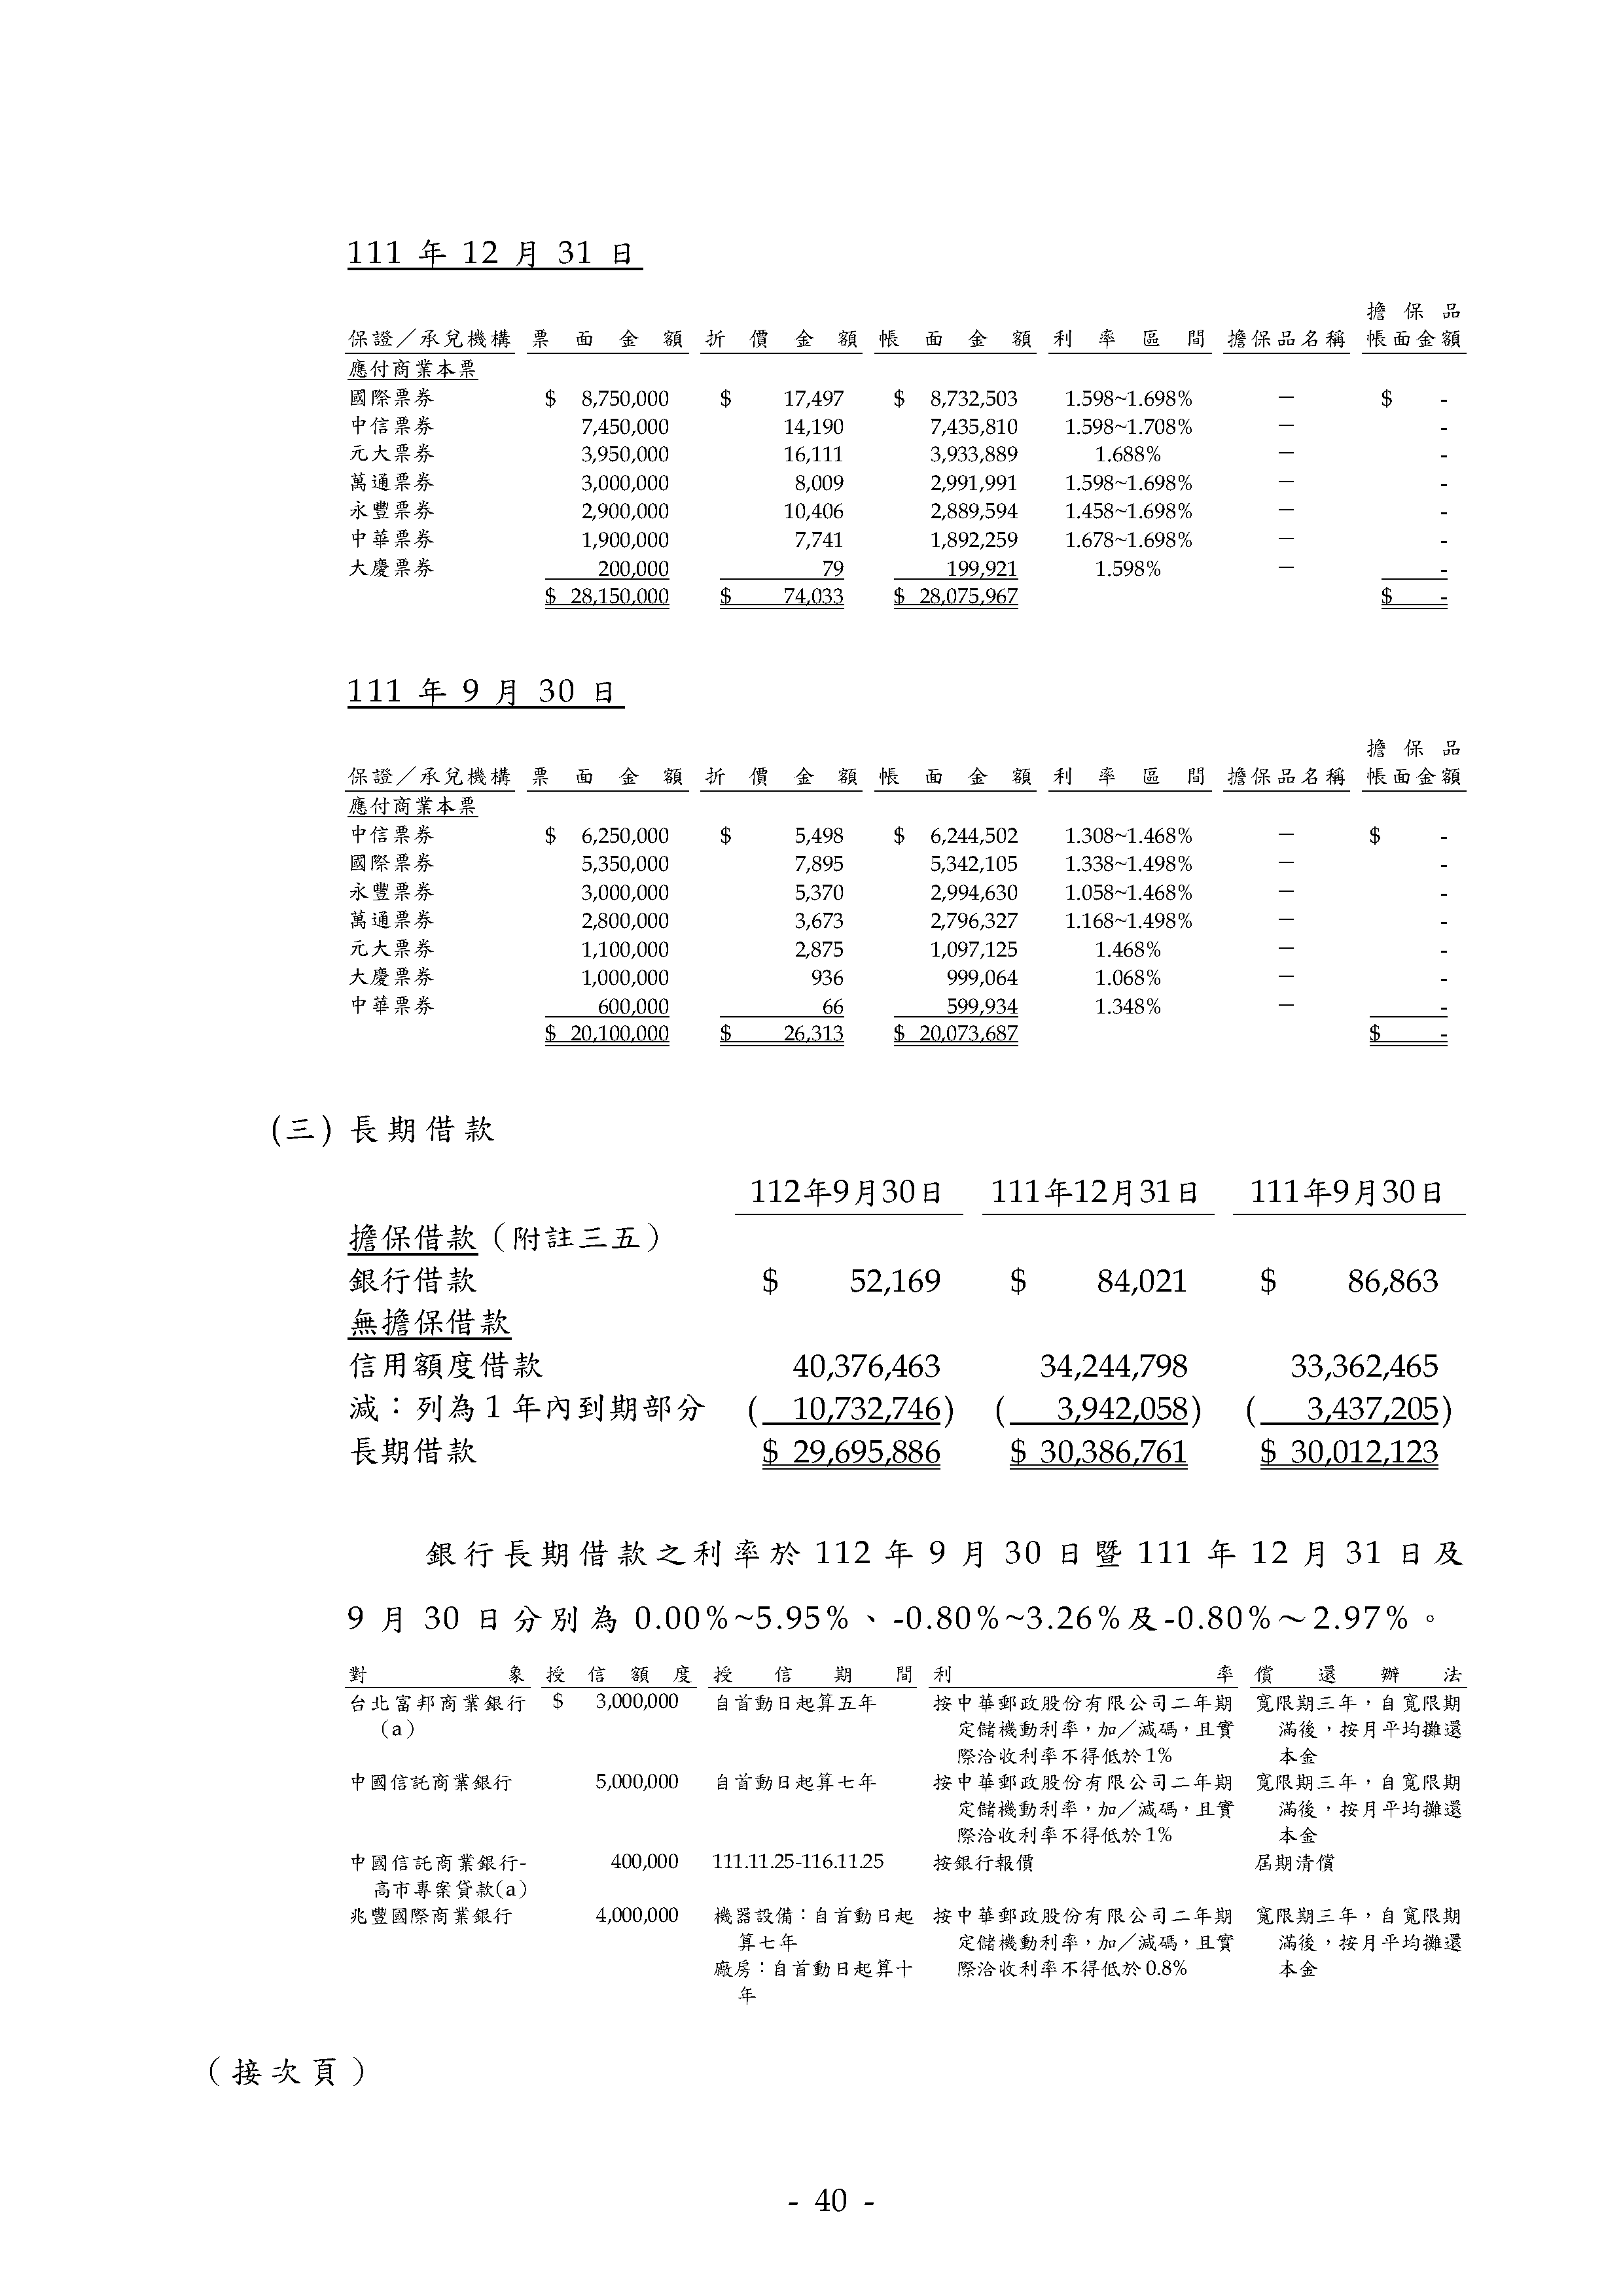 111 年 12 月 31 日
擔保品
保證／承兌機構 票面金額 折價金額 帳面金額 利率區間 擔保品名稱 帳面金額
應付商業本票
國際票券 $ 8,750,000 $ 17,497 $ 8,732,503 1.598~1.698% － $ -
中信票券 7,450,000 14,190 7,435,810 1.598~1.708% － -
元大票券 3,950,000 16,111 3,933,889 1.688% － -
萬通票券 3,000,000 8,009 2,991,991 1.598~1.698% － -
永豐票券 2,900,000 10,406 2,889,594 1.458~1.698% － -
中華票券 1,900,000 7,741 1,892,259 1.678~1.698% － -
大慶票券 200,000 79 199,921 1.598% － -
$ 28,150,000 $ 74,033 $ 28,075,967 $ -
111 年 9 月 30 日
擔保品
保證／承兌機構 票面金額 折價金額 帳面金額 利率區間 擔保品名稱 帳面金額
應付商業本票
中信票券 $ 6,250,000 $ 5,498 $ 6,244,502 1.308~1.468% － $ -
國際票券 5,350,000 7,895 5,342,105 1.338~1.498% － -
永豐票券 3,000,000 5,370 2,994,630 1.058~1.468% － -
萬通票券 2,800,000 3,673 2,796,327 1.168~1.498% － -
元大票券 1,100,000 2,875 1,097,125 1.468% － -
大慶票券 1,000,000 936 999,064 1.068% － -
中華票券 600,000 66 599,934 1.348% － -
$ 20,100,000 $ 26,313 $ 20,073,687 $ -
(三) 長期借款
112年9月30日 111年12月31日 111年9月30日
擔保借款（附註三五）
銀行借款 $ 52,169 $ 84,021 $ 86,863
無擔保借款
信用額度借款 40,376,463 34,244,798 33,362,465
減：列為 1 年內到期部分 ( 10,732,746) ( 3,942,058) ( 3,437,205)
長期借款 $ 29,695,886 $ 30,386,761 $ 30,012,123
銀行長期借款之利率於 112 年 9 月 30 日暨 111 年 12 月 31 日及
9 月 30 日分別為 0.00%~5.95%、-0.80%~3.26%及-0.80%～2.97%。
對象 授信額度 授信期間 利率 償還辦法
台北富邦商業銀行 $ 3,000,000 自首動日起算五年 按中華郵政股份有限公司二年期 寬限期三年，自寬限期
（a） 定儲機動利率，加／減碼，且實 滿後，按月平均攤還
際洽收利率不得低於 1% 本金
中國信託商業銀行 5,000,000 自首動日起算七年 按中華郵政股份有限公司二年期 寬限期三年，自寬限期
定儲機動利率，加／減碼，且實 滿後，按月平均攤還
際洽收利率不得低於 1% 本金
中國信託商業銀行- 400,000 111.11.25-116.11.25 按銀行報價 屆期清償
高市專案貸款(a)
兆豐國際商業銀行 4,000,000 機器設備：自首動日起 按中華郵政股份有限公司二年期 寬限期三年，自寬限期
算七年 定儲機動利率，加／減碼，且實 滿後，按月平均攤還
廠房：自首動日起算十 際洽收利率不得低於 0.8% 本金
年
（接次頁）
- 40 -